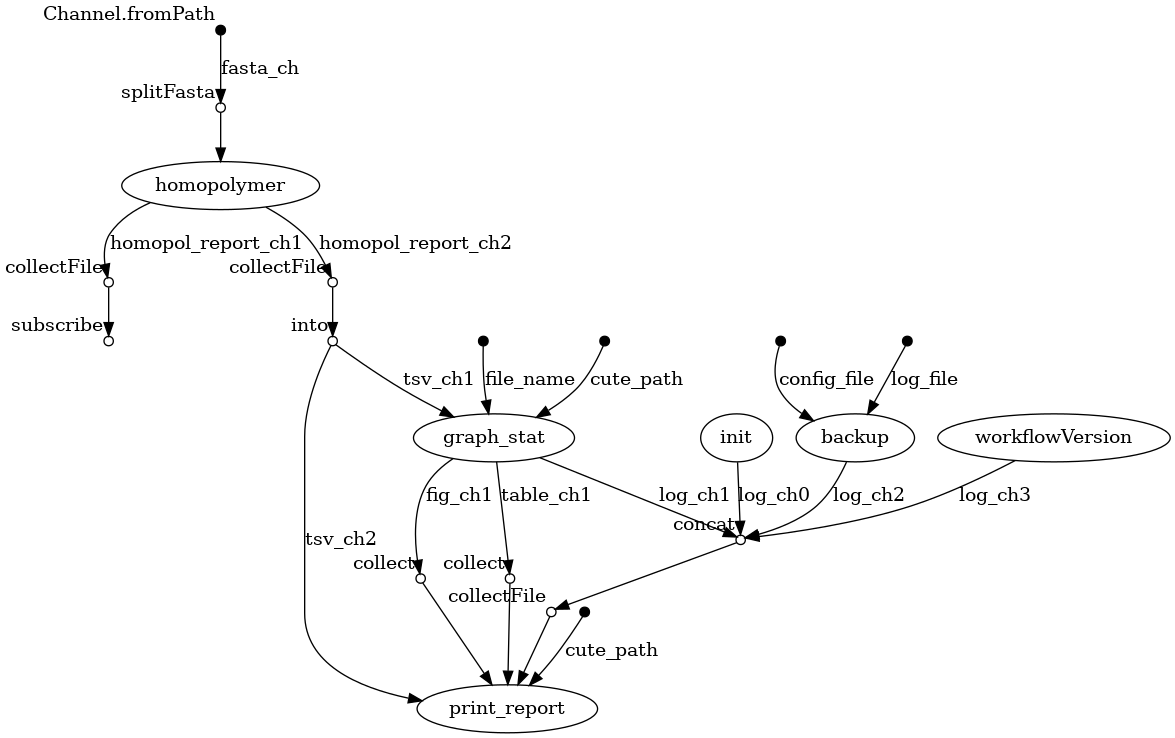 Channel.fromPath
fasta_ch
splitFasta
homopolymer
homopol_report_ch1
homopol_report_ch2
collectFile
collectFile
subscribe
into
tsv_ch1
file_name
cute_path
config_file
log_file
graph_stat
init
backup
workflowVersion
fig_ch1
table_ch1
log_ch1
log_ch0
log_ch2
log_ch3
concat
tsv_ch2
collect
collect
collectFile
cute_path
print_report